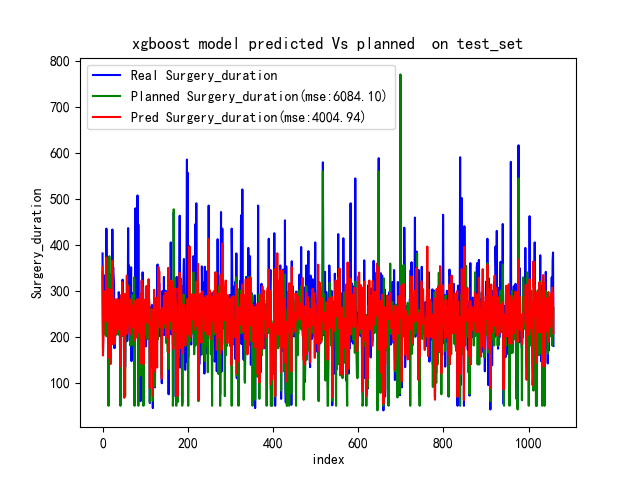 xgboost model predicted Vs planned  on test_set
Real Surgery_duration
Planned Surgery_duration(mse:6084.10)
Pred Surgery_duration(mse:4004.94)
Surgery_duration
800
700
600
500
400
300
200
100
0
200
400
600
800
1000
index